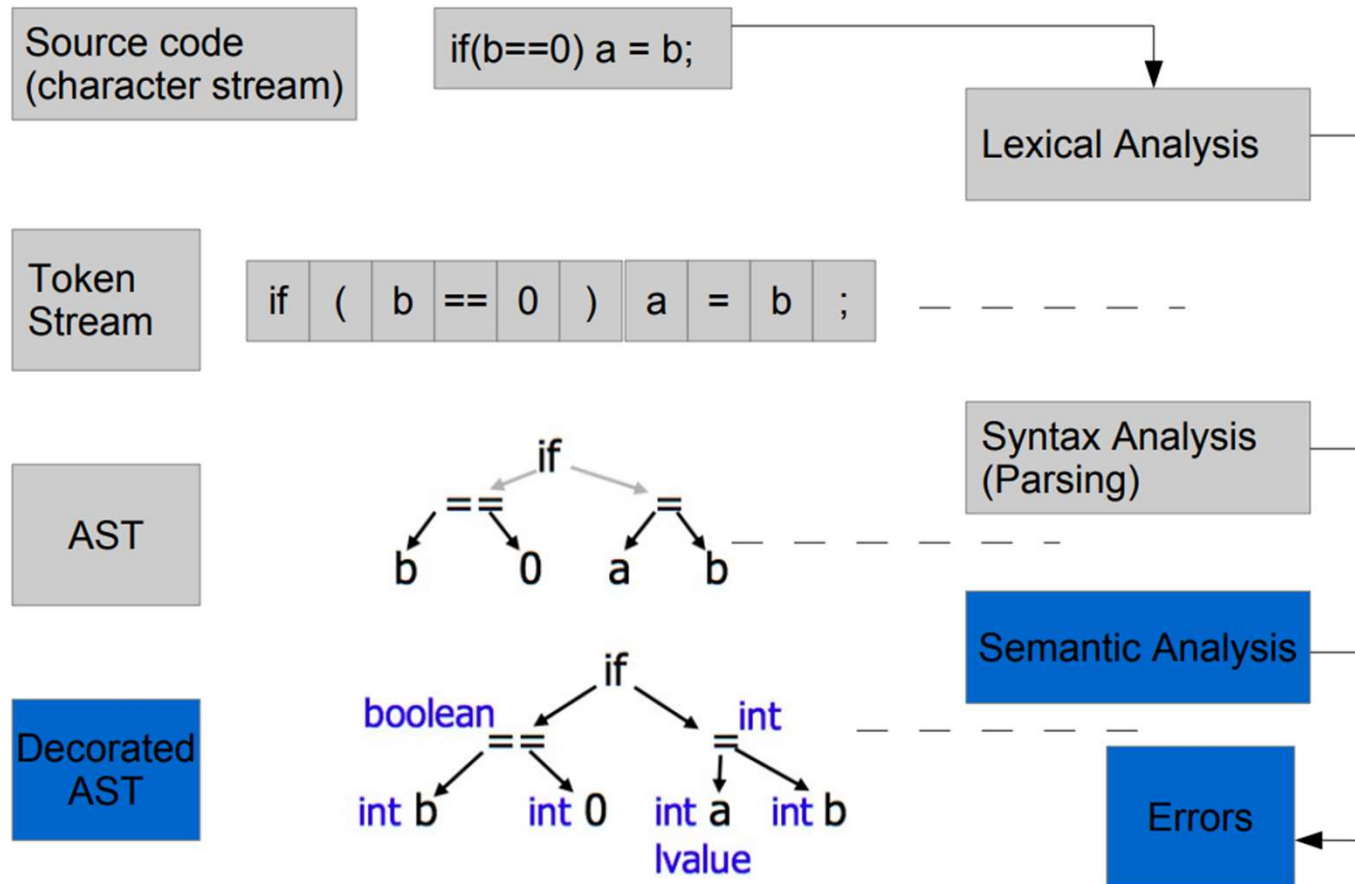 Source code
(character stream)
if(b==0) a = b;
Lexical Analysis
Token
Stream
if ( b == 0 ) a = b ;
Syntax Analysis
(Parsing)
AST
if
== =
b 0 a b
Semantic Analysis
Decorated
AST
if
boolean int
== =
int b int 0 int a int b
lvalue
Errors